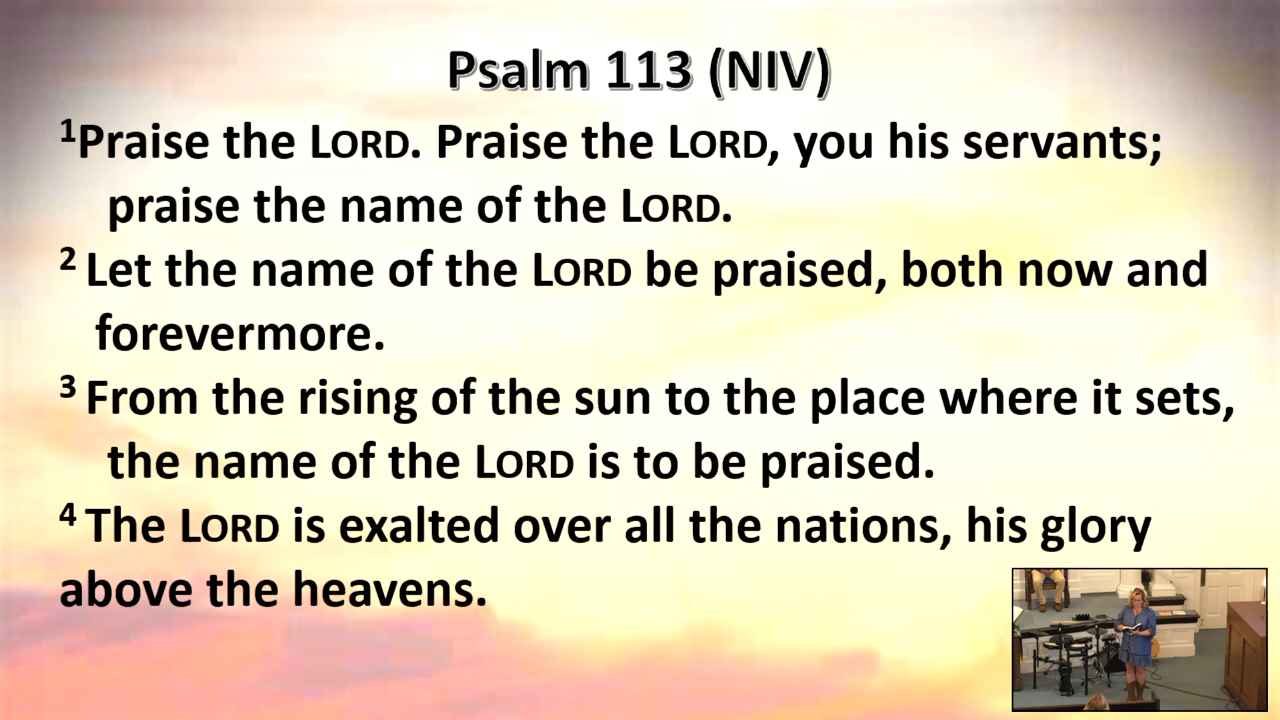 Psalm 113 (NIV)
¹Praise the LORD. Praise the LORD, you his servants;
praise the name of the LORD.
² Let the name of the LORD be praised, both now and
forevermore.
³ From the rising of the sun to the place where it sets,
the name of the LORD is to be praised.
⁴ The LORD is exalted over all the nations, his glory
above the heavens.